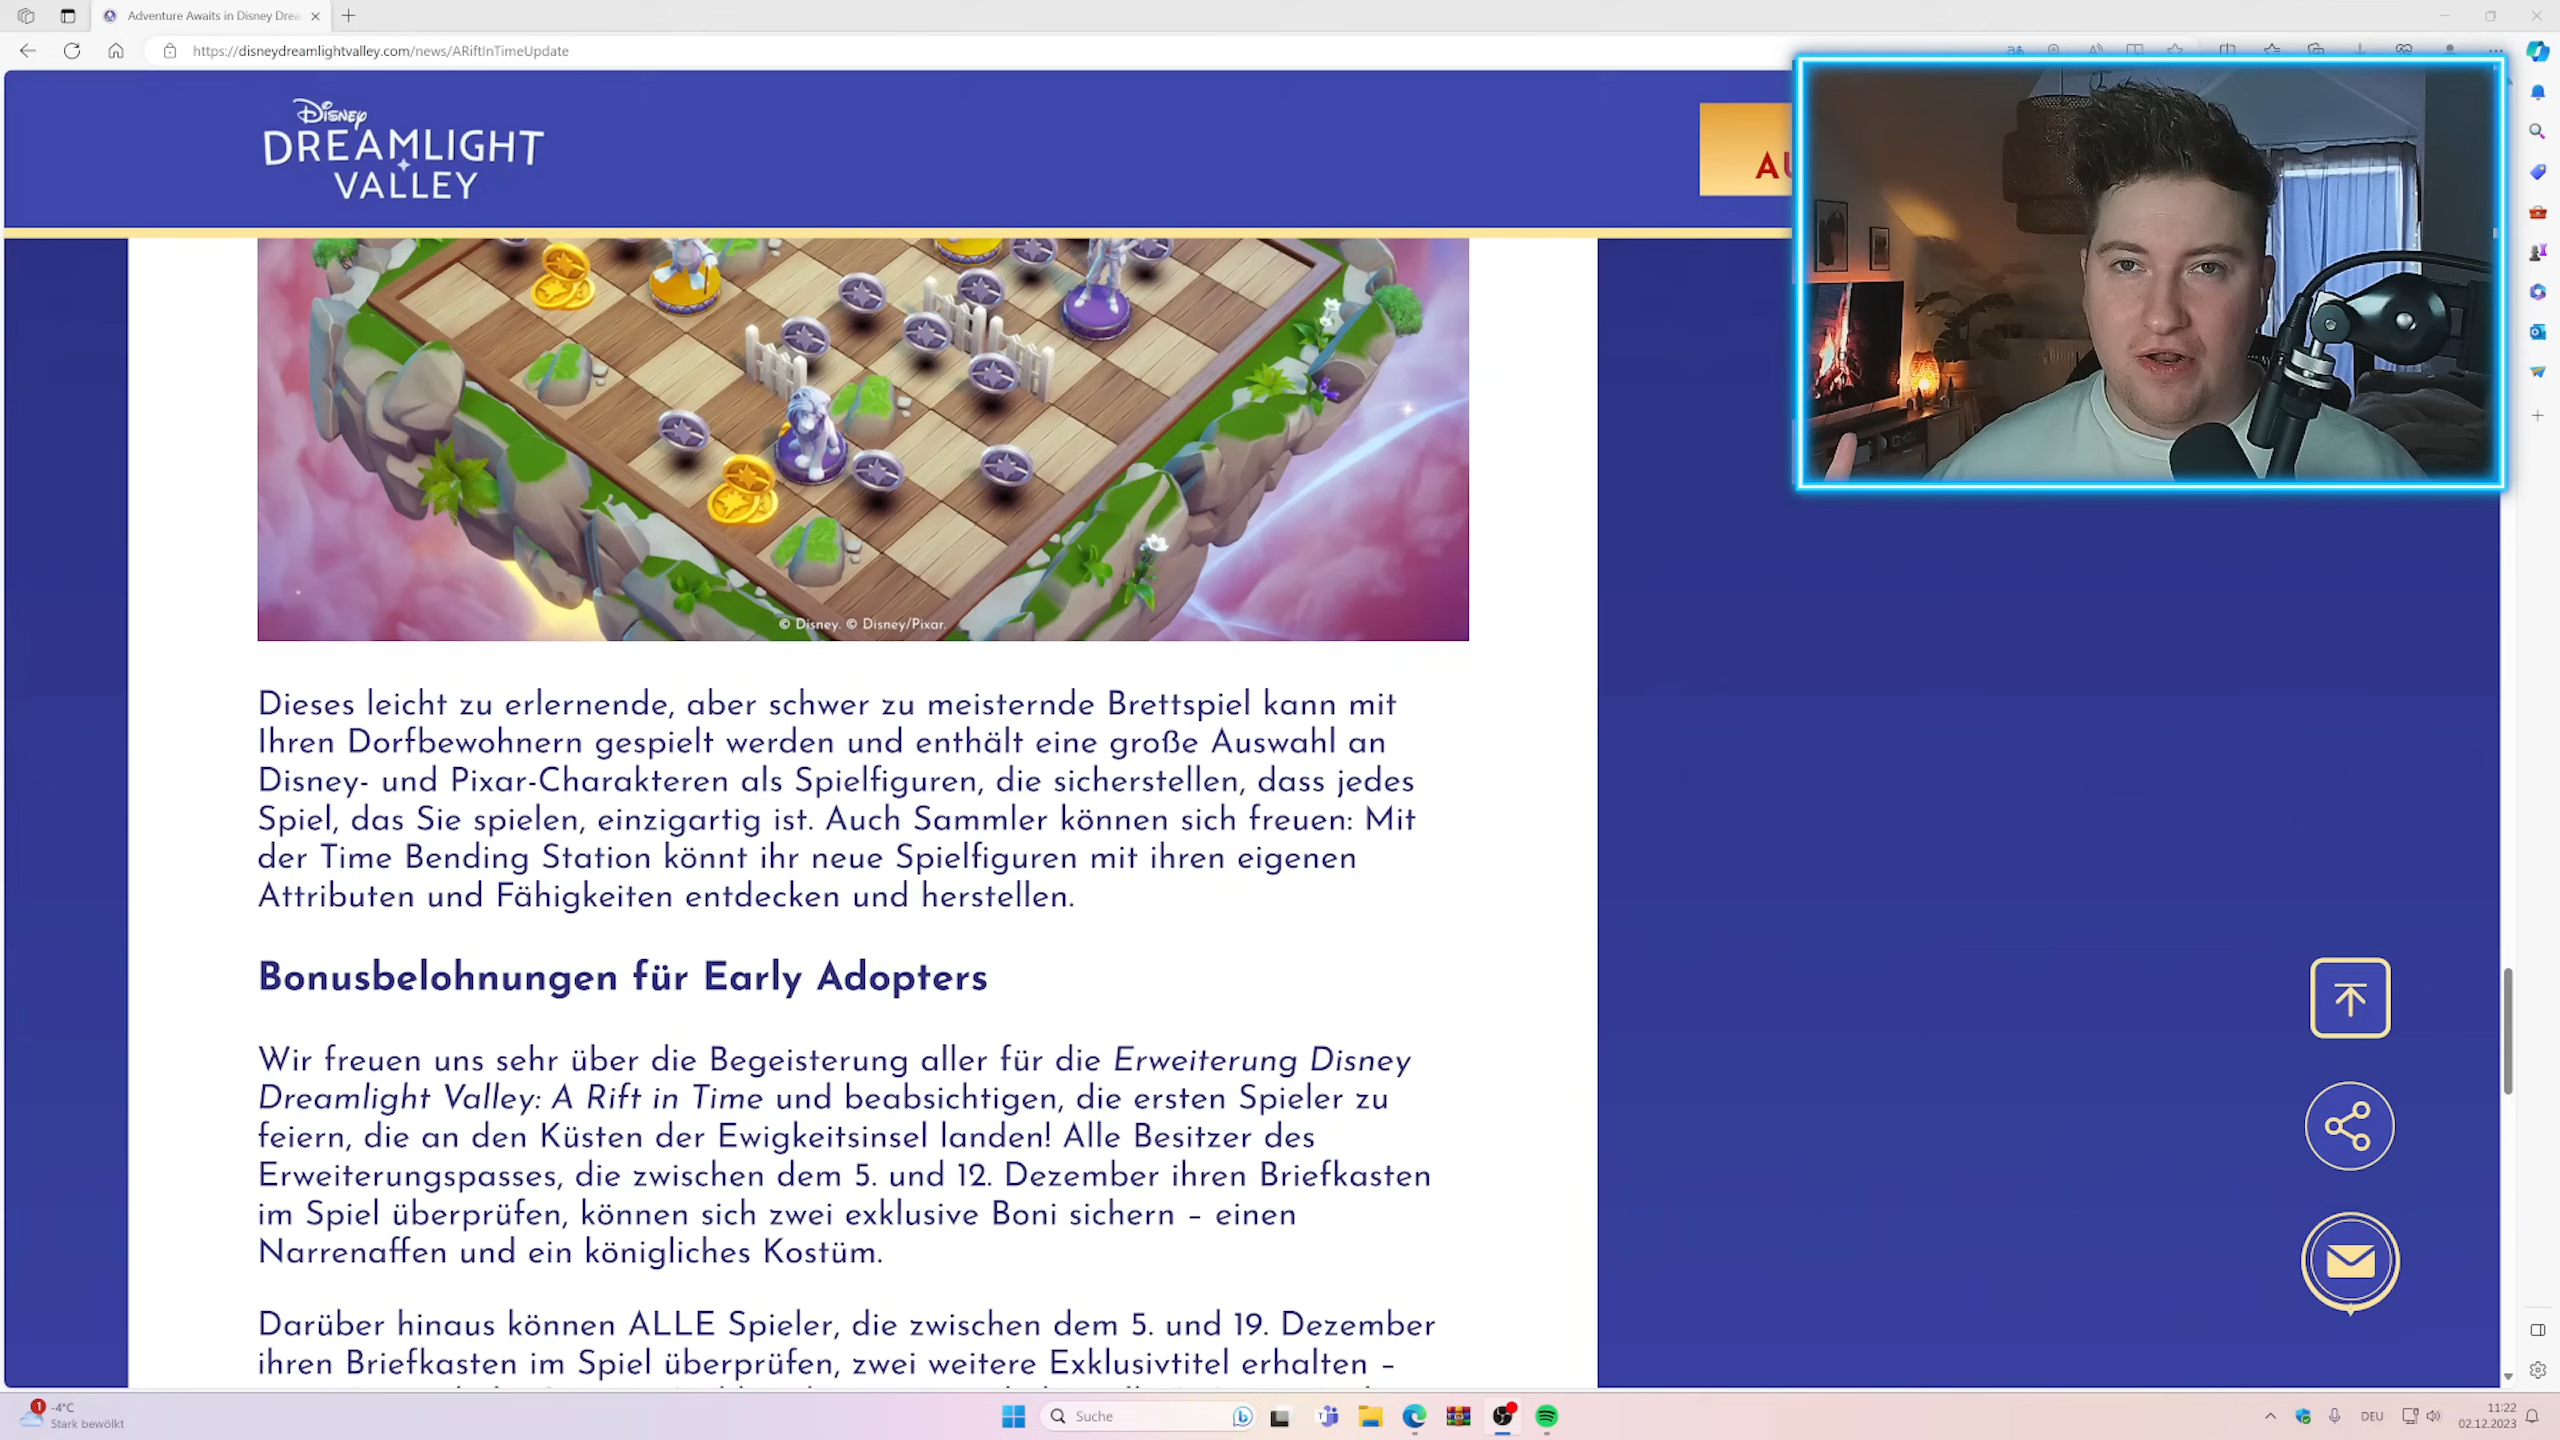 Adventure Awaits in Disney Drea
https://disneydreamlightvalley.com/news/ARiftInTimeUpdate
Disney
DREAMLIGHT
VALLEY
© Disney. © Disney/Pixar.
Dieses leicht zu erlernende, aber schwer zu meisternde Brettspiel kann mit
Ihren Dorfbewohnern gespielt werden und enthält eine große Auswahl an
Disney- und Pixar-Charakteren als Spielfiguren, die sicherstellen, dass jedes
Spiel, das Sie spielen, einzigartig ist. Auch Sammler können sich freuen: Mit
der Time Bending Station könnt ihr neue Spielfiguren mit ihren eigenen
Attributen und Fähigkeiten entdecken und herstellen.
Bonusbelohnungen für Early Adopters
Wir freuen uns sehr über die Begeisterung aller für die Erweiterung Disney
Dreamlight Valley: A Rift in Time und beabsichtigen, die ersten Spieler zu
feiern, die an den Küsten der Ewigkeitsinsel landen! Alle Besitzer des
Erweiterungspasses, die zwischen dem 5. und 12. Dezember ihren Briefkasten
im Spiel überprüfen, können sich zwei exklusive Boni sichern – einen
Narrenaffen und ein königliches Kostüm.
Darüber hinaus können ALLE Spieler, die zwischen dem 5. und 19. Dezember
ihren Briefkasten im Spiel überprüfen, zwei weitere Exklusivtitel erhalten –
1
-4°C
Stark bewölkt
Suche
DEU
11:22
02.12.2023